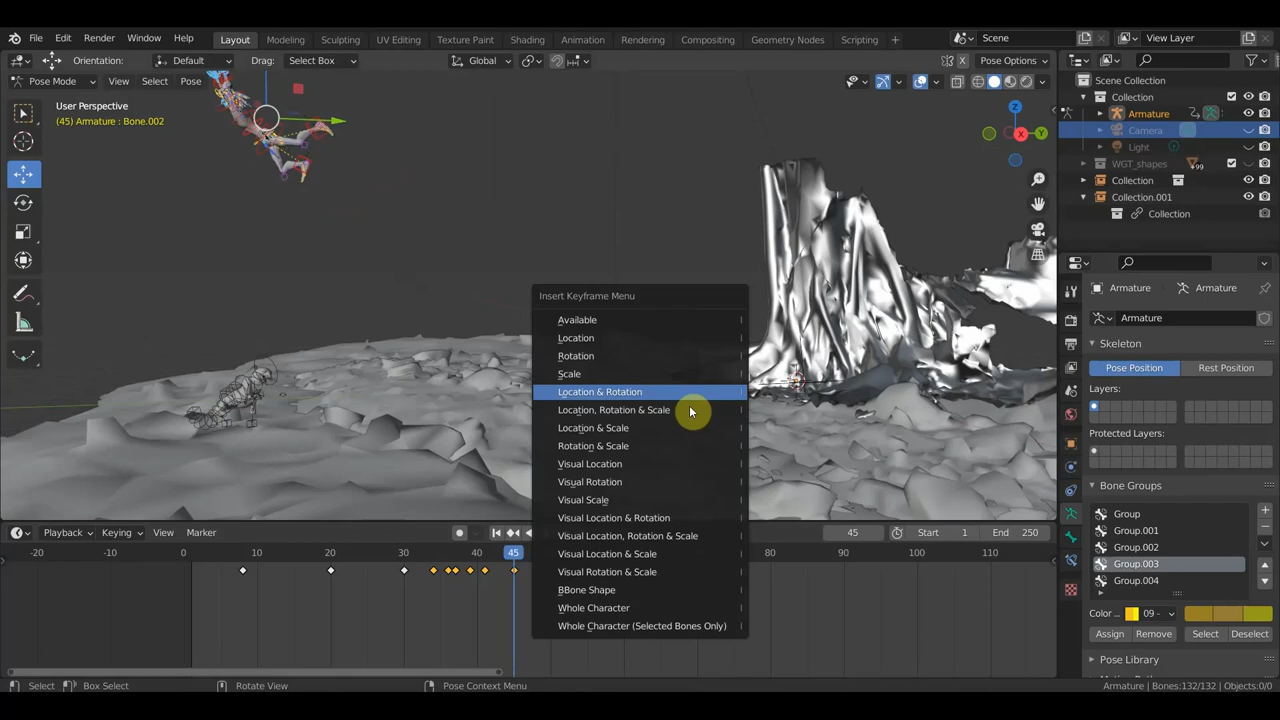 File Edit Render Window Help Layout Modeling Sculpting UV Editing Texture Paint Shading Animation Rendering Compositing Geometry Nodes Scripting + Scene View Layer
Orientation: Default Drag: Select Box Global X Pose Options
Pose Mode View Select Pose
Scene Collection
Collection
Armature
Camera
Light
WGT_shapes 99
Collection
Collection.001
Collection
User Perspective
(45) Armature : Bone.002
Z
X Y
Insert Keyframe Menu
Available
Location
Rotation
Scale
Location & Rotation
Location, Rotation & Scale
Location & Scale
Rotation & Scale
Visual Location
Visual Rotation
Visual Scale
Visual Location & Rotation
Visual Location, Rotation & Scale
Visual Location & Scale
Visual Rotation & Scale
BBone Shape
Whole Character
Whole Character (Selected Bones Only)
Armature Armature
Armature
Skeleton
Pose Position Rest Position
Layers:
Protected Layers:
Bone Groups
Group
Group.001
Group.002
Group.003
Group.004
Color ... 09 -
Assign Remove Select Deselect
Pose Library
Playback Keying View Marker 45 Start 1 End 250
-20 -10 0 10 20 30 40 45 80 90 100 110
Select Box Select Rotate View Pose Context Menu Armature | Bones:132/132 | Objects:0/0